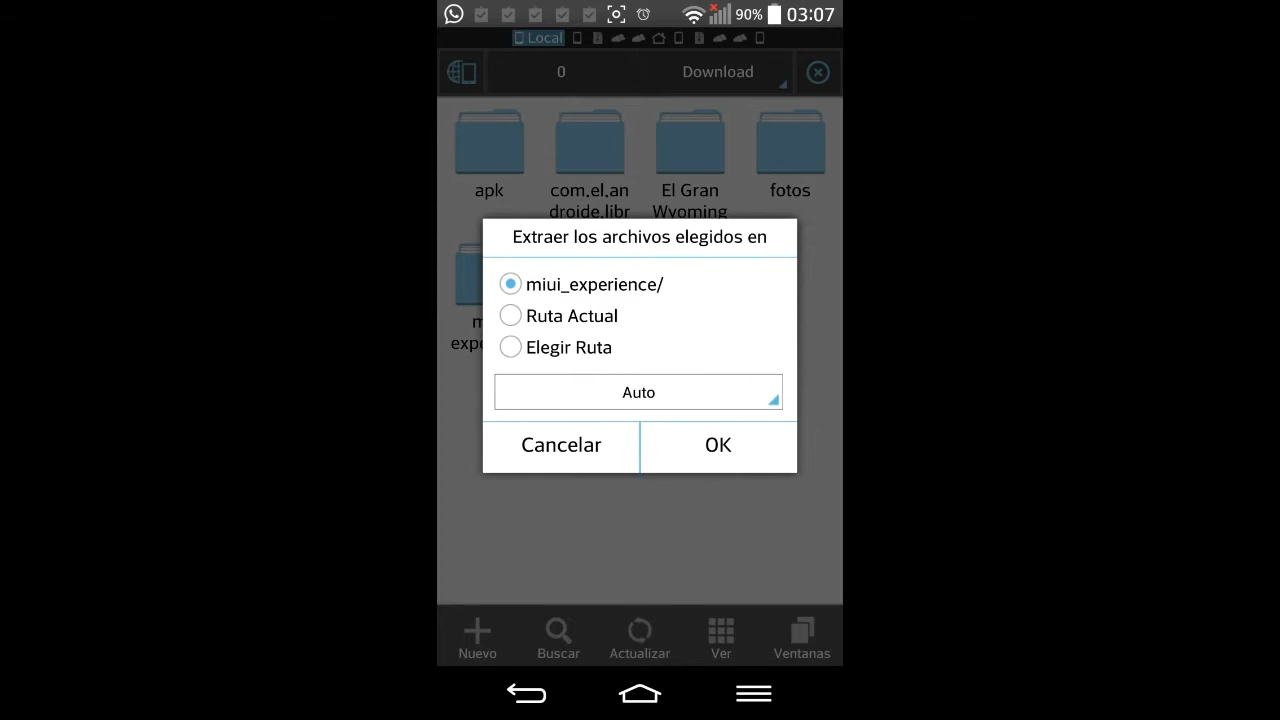 90% 03:07
Local
0 Download
apk com.el.an El Gran fotos
droide.libr Wyoming
Extraer los archivos elegidos en
miui_experience/
Ruta Actual
Elegir Ruta
Auto
Cancelar OK
Nuevo Buscar Actualizar Ver Ventanas